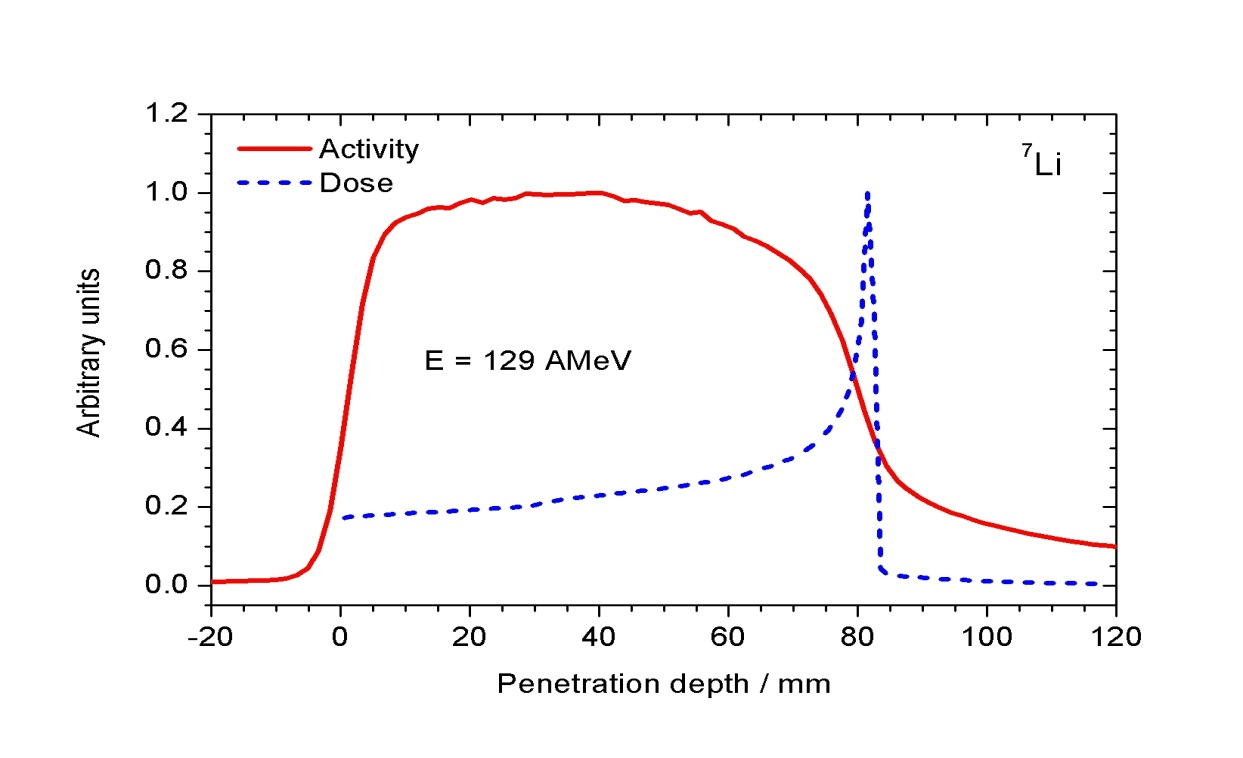 1.2
Activity
⁷Li
Dose
1.0
0.8
E = 129 AMeV
0.6
0.4
0.2
0.0
Arbitrary units
-20 0 20 40 60 80 100 120
Penetration depth / mm